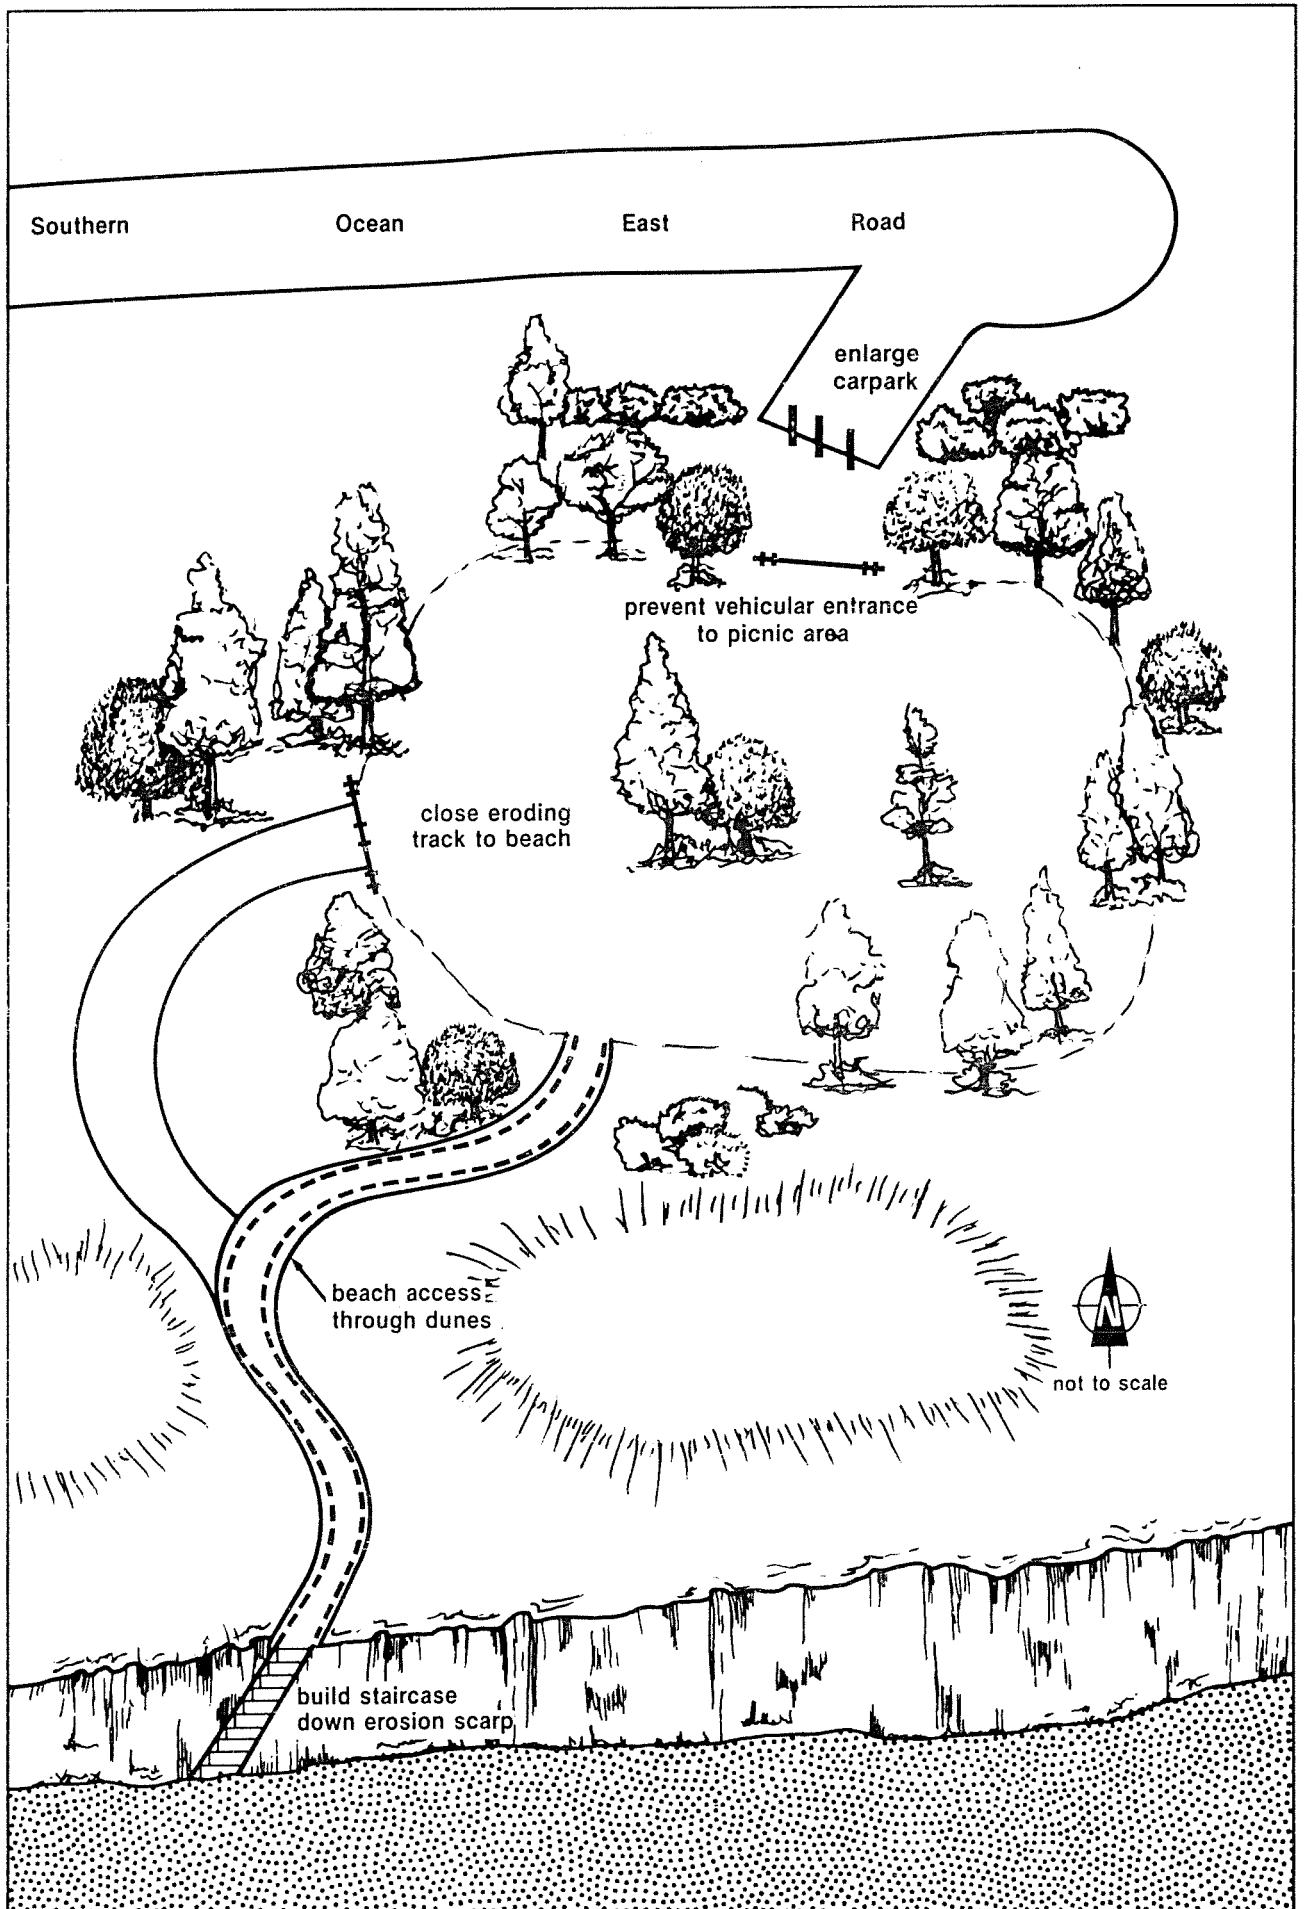 Southern Ocean East Road
enlarge
carpark
prevent vehicular entrance
to picnic area
close eroding
track to beach
beach access
through dunes
N
not to scale
build staircase
down erosion scarp